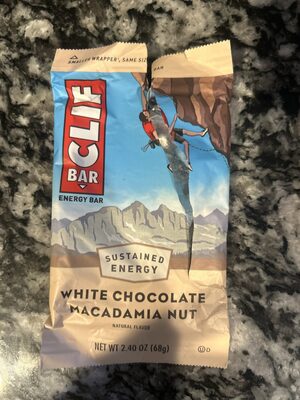 SMALLER WRAPPER, SAME SIZE BAR
CLIF
BAR
ENERGY BAR
SUSTAINED
ENERGY
WHITE CHOCOLATE
MACADAMIA NUT
NATURAL FLAVOR
NET WT 2.40 OZ (68g)
U D